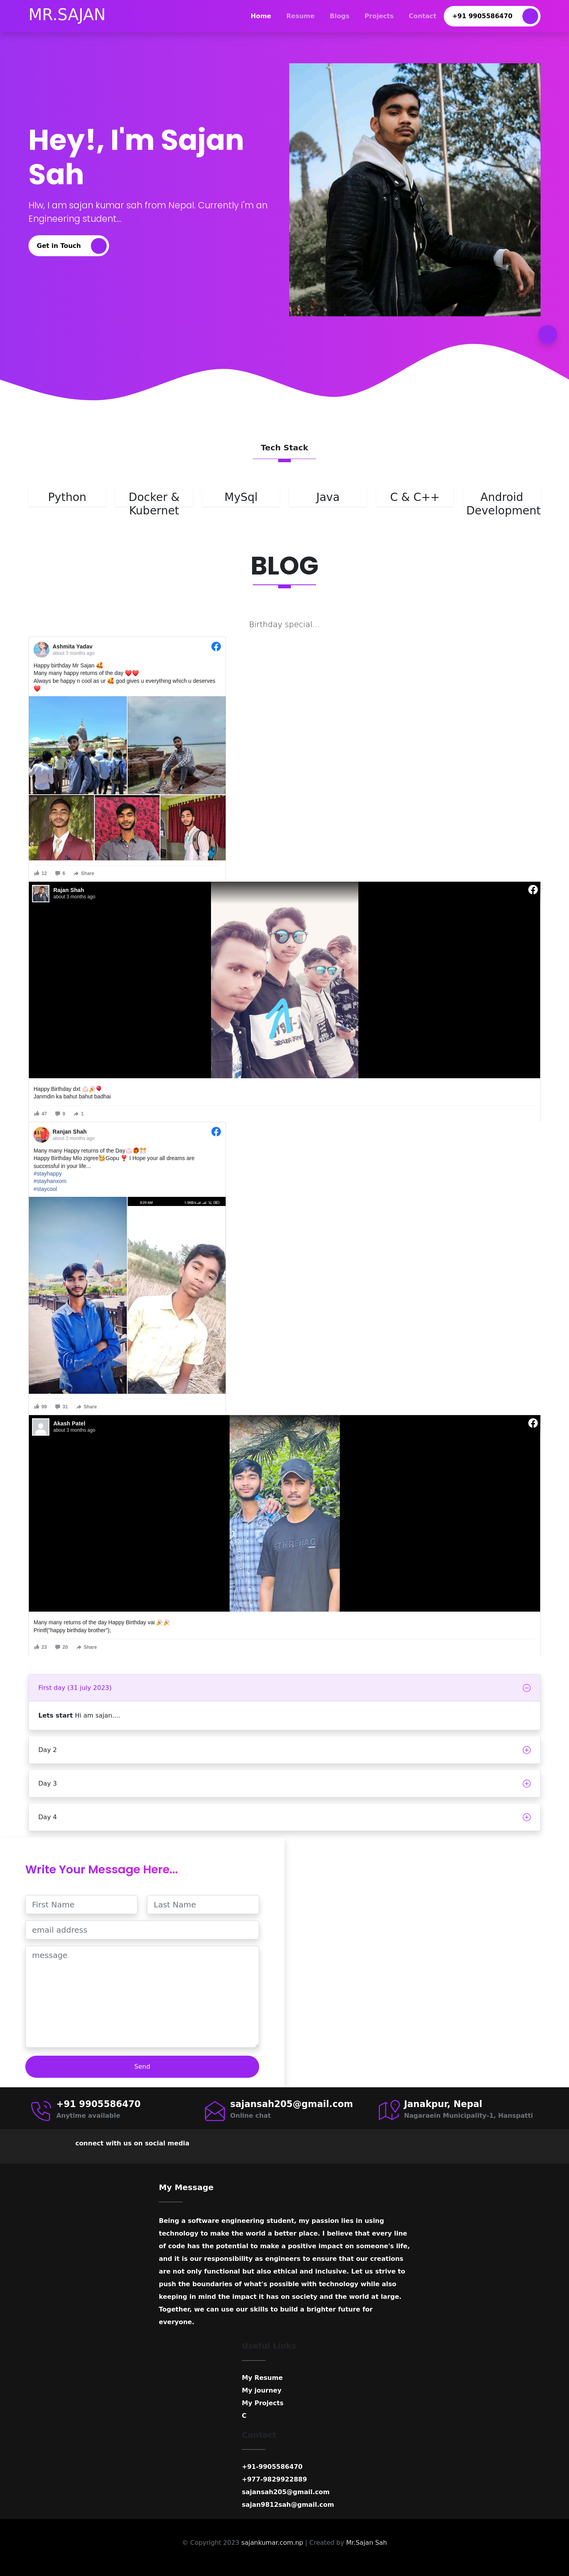 MR.SAJAN
Home
Resume
Blogs
Projects
Contact
+91 9905586470
Hey!, I'm Sajan
Sah
HIw, I am sajan kumar sah from Nepal. Currently i'm an
Engineering student...
Get in Touch
Tech Stack
Python
Docker &
Kubernet
MySql
Java
C & C++
Android
Development
BLOG
Birthday special...
Ashmita Yadav
about 3 months ago
Happy birthday Mr Sajan 🥰
Many many happy returns of the day ❤️❤️
Always be happy n cool as ur 🥰 god gives u everything which u deserves
❤️
12
6
Share
Rajan Shah
about 3 months ago
Happy Birthday dxt 🎂🎉🎈
Janmdin ka bahut bahut badhai
47
9
1
Ranjan Shah
about 2 months ago
Many many Happy returns of the Day🎂🎁🎊
Happy Birthday Mlo zigree🥳Gopu ❣️ I Hope your all dreams are
successful in your life...
#stayhappy
#stayhanxom
#staycool
31
Share
Akash Patel
about 3 months ago
Many many returns of the day Happy Birthday vai 🎉🎉
Printf("happy birthday brother");
23
20
Share
First day (31 july 2023)
Lets start Hi am sajan....
Day 2
Day 3
Day 4
Write Your Message Here...
First Name
Last Name
email address
message
Send
+91 9905586470
Anytime available
sajansah205@gmail.com
Online chat
Janakpur, Nepal
Nagaraein Municipality-1, Hanspatti
connect with us on social media
My Message
Being a software engineering student, my passion lies in using
technology to make the world a better place. I believe that every line
of code has the potential to make a positive impact on someone's life,
and it is our responsibility as engineers to ensure that our creations
are not only functional but also ethical and inclusive. Let us strive to
push the boundaries of what's possible with technology while also
keeping in mind the impact it has on society and the world at large.
Together, we can use our skills to build a brighter future for
everyone.
Useful Links
My Resume
My journey
My Projects
C
Contact
+91-9905586470
+977-9829922889
sajansah205@gmail.com
sajan9812sah@gmail.com
© Copyright 2023 sajankumar.com.np | Created by Mr.Sajan Sah